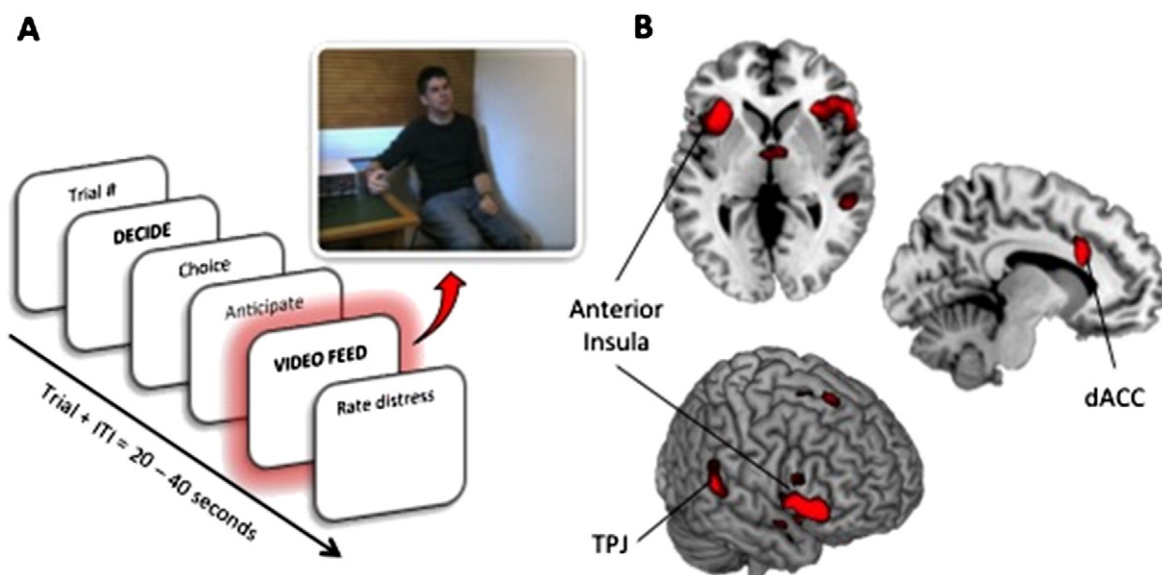 A
Trial #
DECIDE
Choice
Anticipate
VIDEO FEED
Rate distress
Trial + ITI = 20 – 40 seconds
B
Anterior
Insula
dACC
TPJ